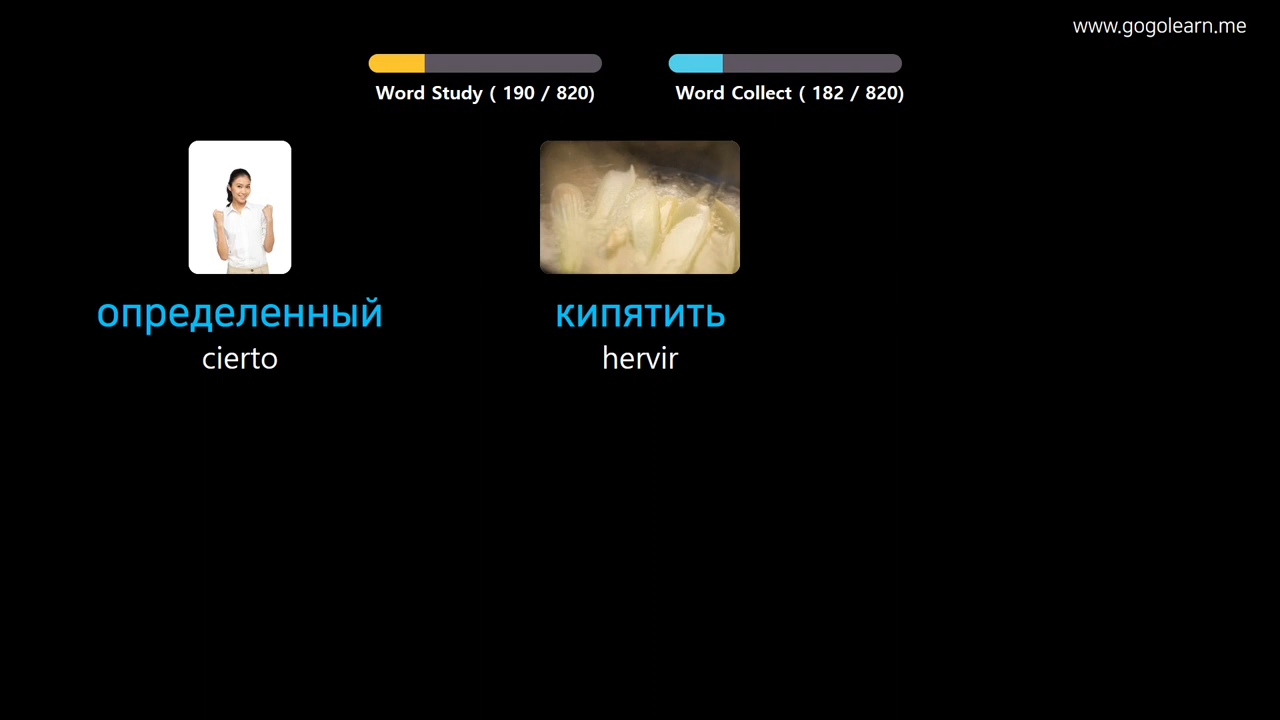 www.gogolearn.me
Word Study ( 190 / 820)
Word Collect ( 182 / 820)
определенный
cierto
кипятить
hervir